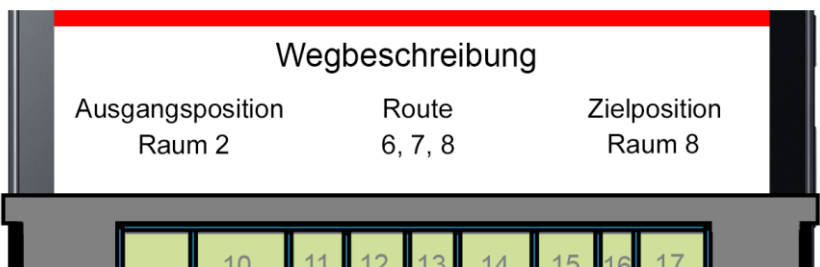 Wegbeschreibung
Ausgangsposition Route Zielposition
Raum 2 6, 7, 8 Raum 8
10 11 12 13 14 15 16 17